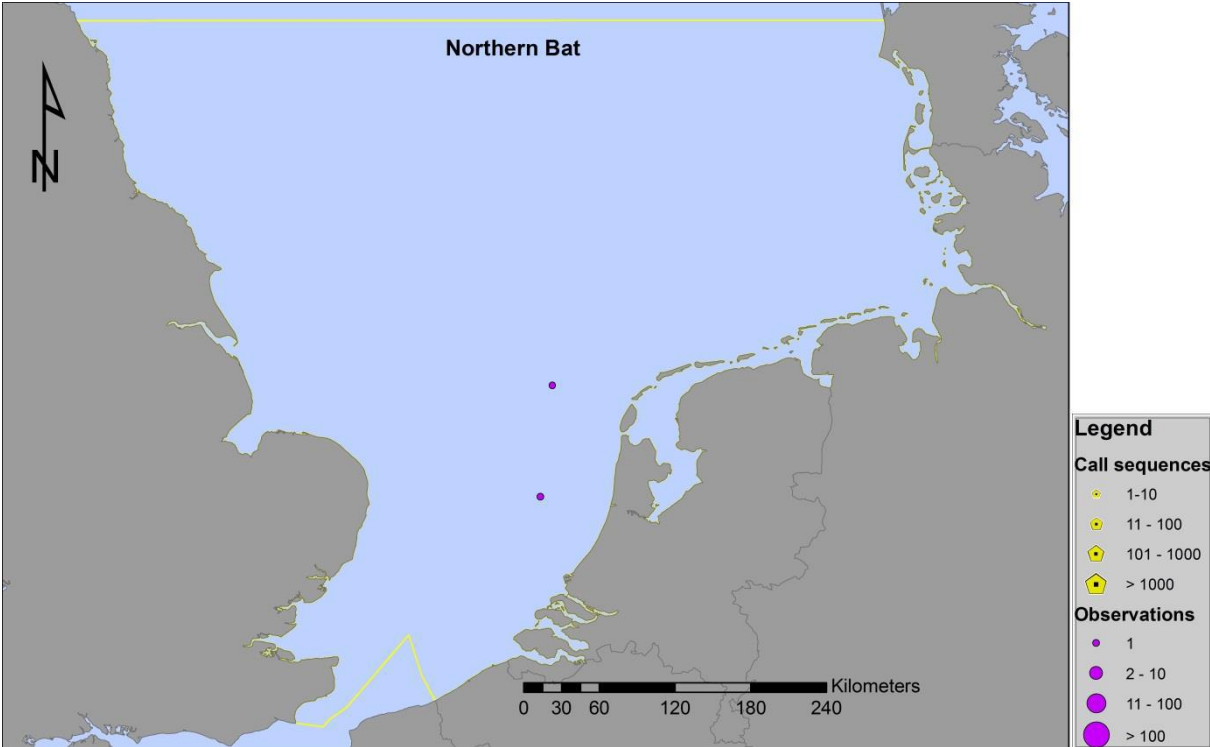 Northern Bat
N
Kilometers
0 30 60 120 180 240
Legend
Call sequences
1-10
11 - 100
101 - 1000
> 1000
Observations
1
2 - 10
11 - 100
> 100